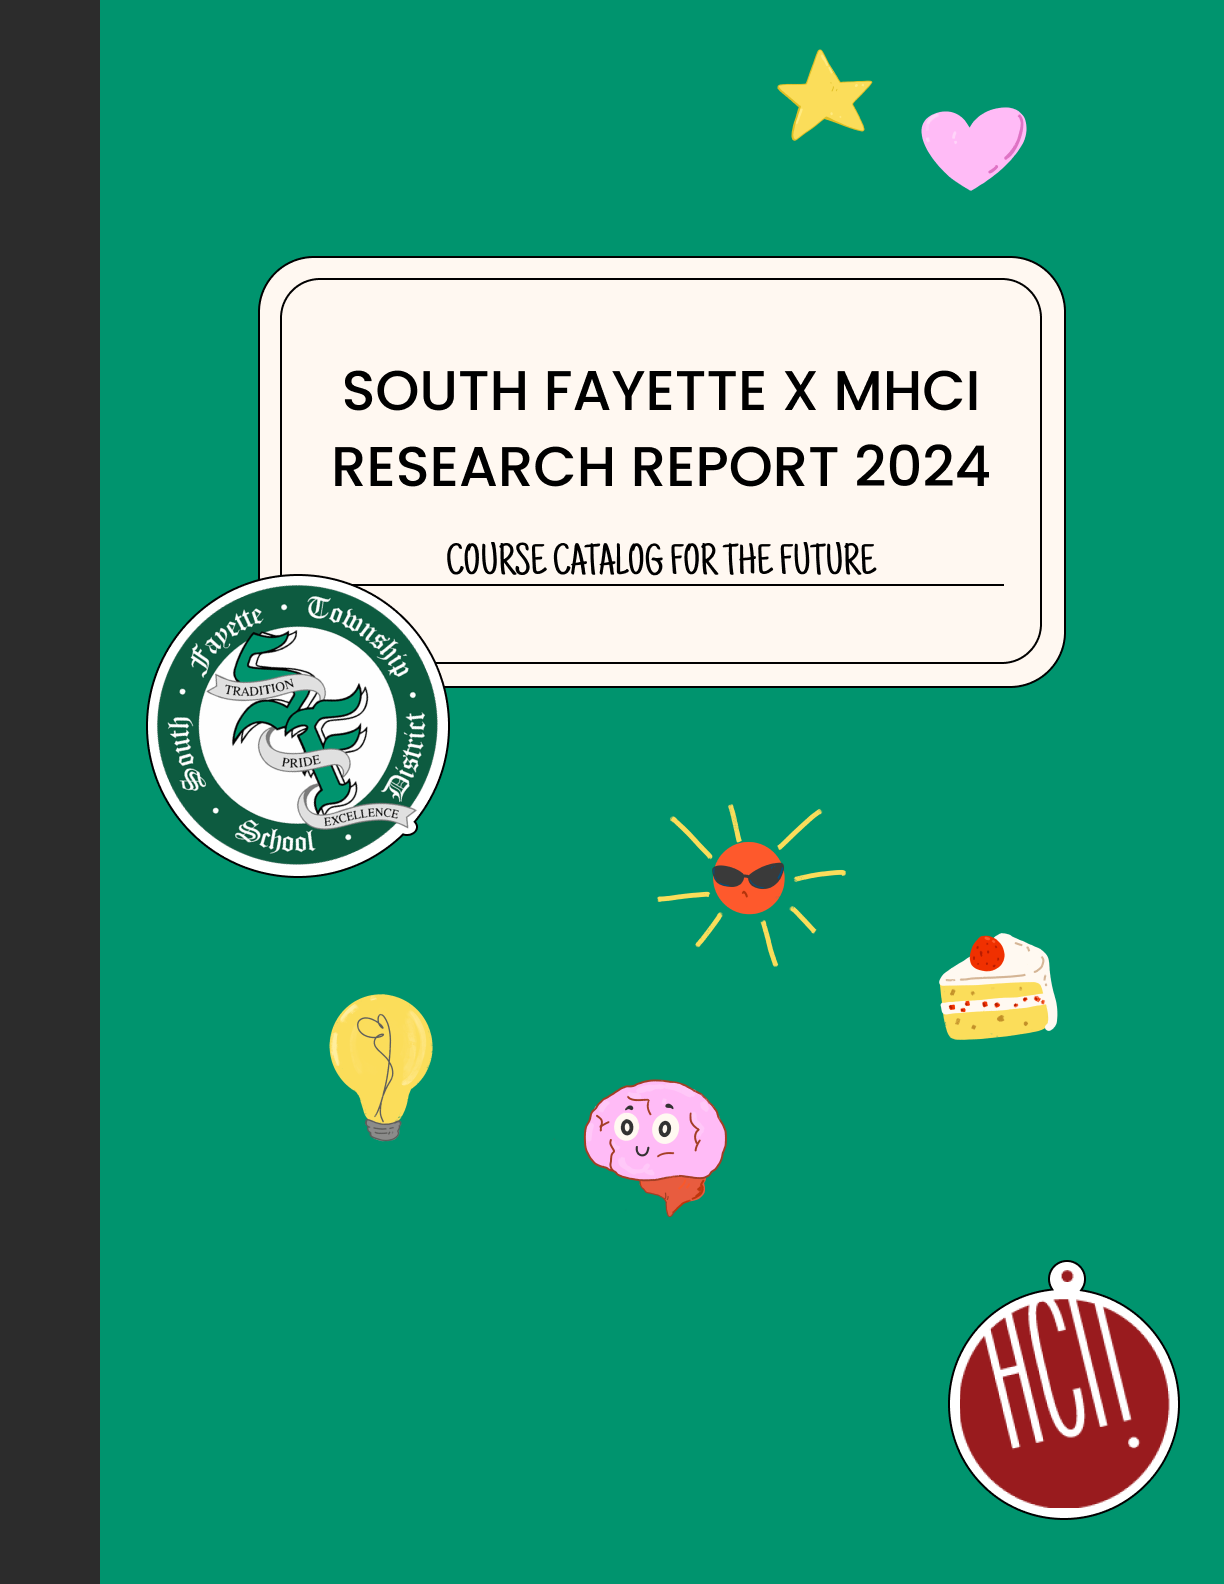 SOUTH FAYETTE X MHCI
RESEARCH REPORT 2024
COURSE CATALOG FOR THE FUTURE
South · Fayette · Township · District · School ·
TRADITION
PRIDE
EXCELLENCE
HCII